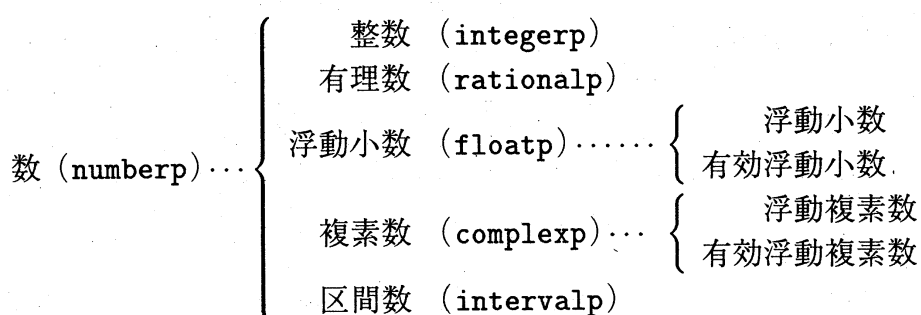 整数 (integerp)
有理数 (rationalp)
浮動小数
浮動小数 (floatp)……
有効浮動小数
数 (numberp)…
浮動複素数
複素数 (complexp)…
有効浮動複素数
区間数 (intervalp)